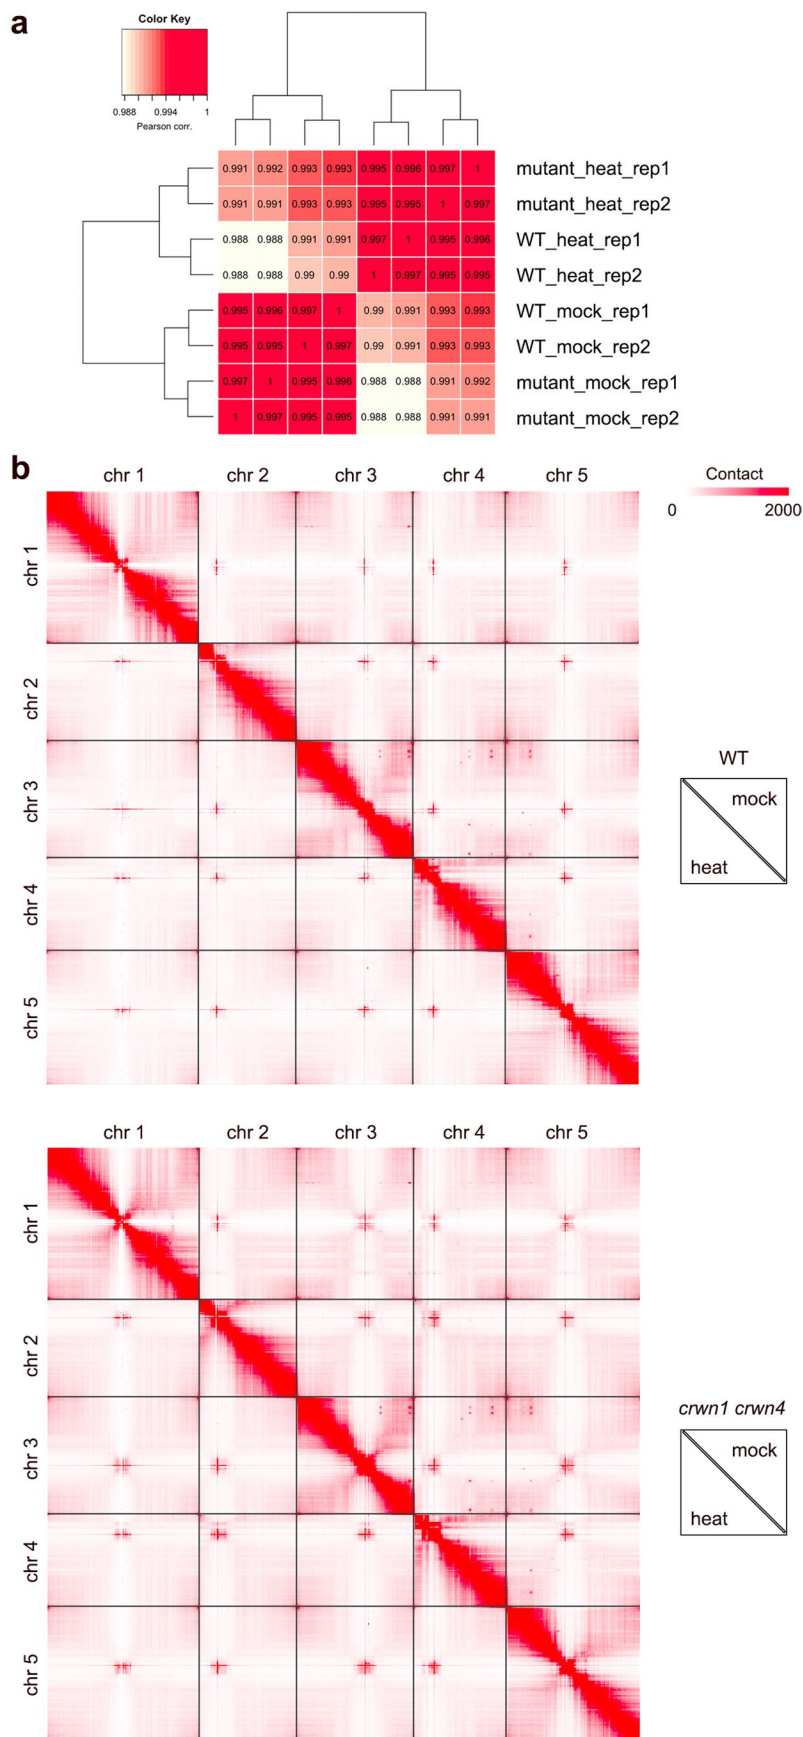 a
Color Key
0.988 0.994 1
Pearson corr.
0.991 0.992 0.993 0.993 0.995 0.996 0.997 1 mutant_heat_rep1
0.991 0.991 0.993 0.993 0.995 0.995 1 0.997 mutant_heat_rep2
0.988 0.988 0.991 0.991 0.997 1 0.995 0.996 WT_heat_rep1
0.988 0.988 0.99 0.99 1 0.997 0.995 0.995 WT_heat_rep2
0.995 0.996 0.997 1 0.99 0.991 0.993 0.993 WT_mock_rep1
0.995 0.995 1 0.997 0.99 0.991 0.993 0.993 WT_mock_rep2
0.997 1 0.995 0.996 0.988 0.988 0.991 0.992 mutant_mock_rep1
1 0.997 0.995 0.995 0.988 0.988 0.991 0.991 mutant_mock_rep2
b
chr 1 chr 2 chr 3 chr 4 chr 5
Contact
0 2000
chr 1
chr 2
chr 3
chr 4
chr 5
WT
mock
heat
chr 1 chr 2 chr 3 chr 4 chr 5
chr 1
chr 2
chr 3
chr 4
chr 5
crwn1 crwn4
mock
heat